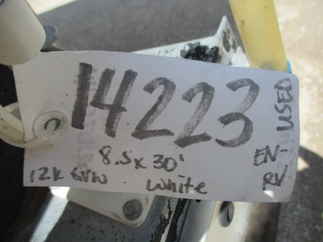 14223
8.5 x 30'
12K GVW
White
EN-
RV
USED